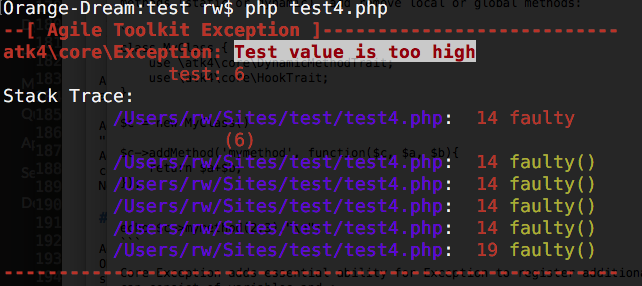 Orange-Dream:test rw$ php test4.php
--[ Agile Toolkit Exception ]---------------------------
atk4\core\Exception: Test value is too high
test: 6
Stack Trace:
/Users/rw/Sites/test/test4.php: 14 faulty
(6)
/Users/rw/Sites/test/test4.php: 14 faulty()
/Users/rw/Sites/test/test4.php: 14 faulty()
/Users/rw/Sites/test/test4.php: 14 faulty()
/Users/rw/Sites/test/test4.php: 14 faulty()
/Users/rw/Sites/test/test4.php: 19 faulty()